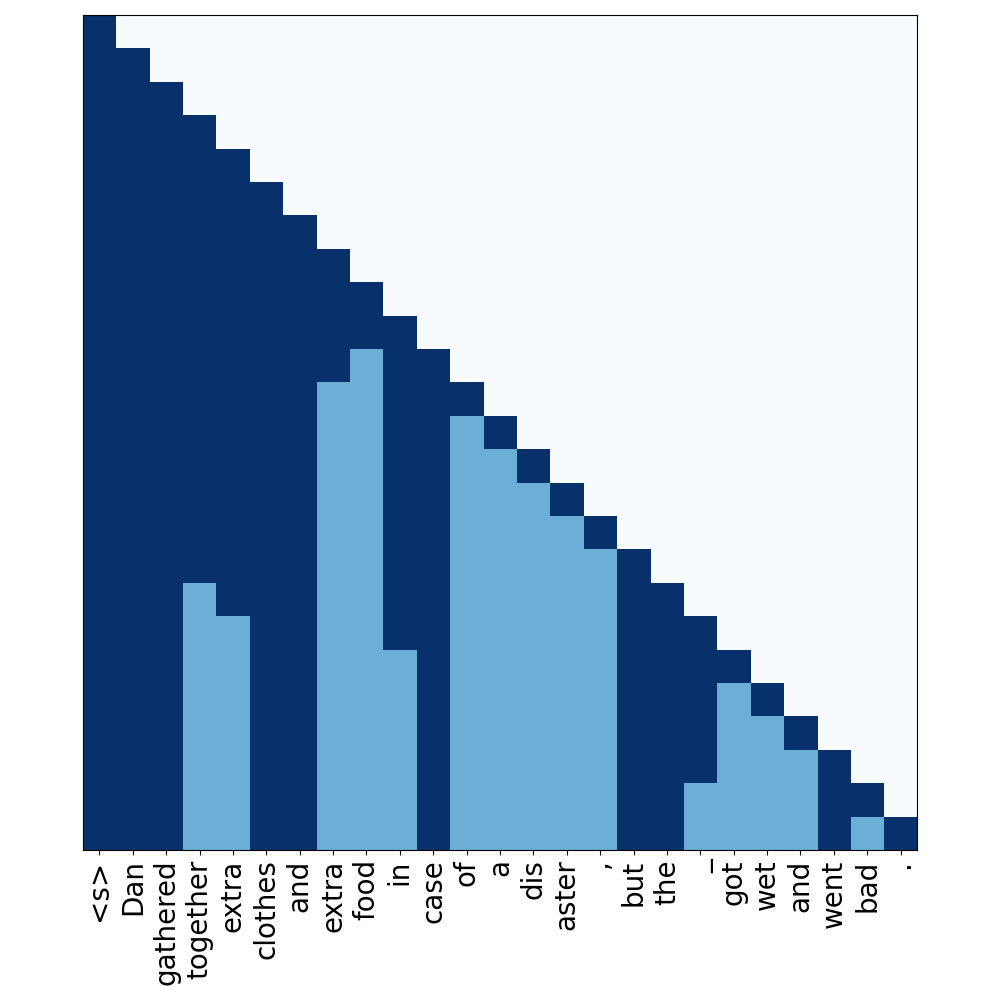 <s> Dan gathered together extra clothes and extra food in case of a dis aster , but the _ got wet and went bad .